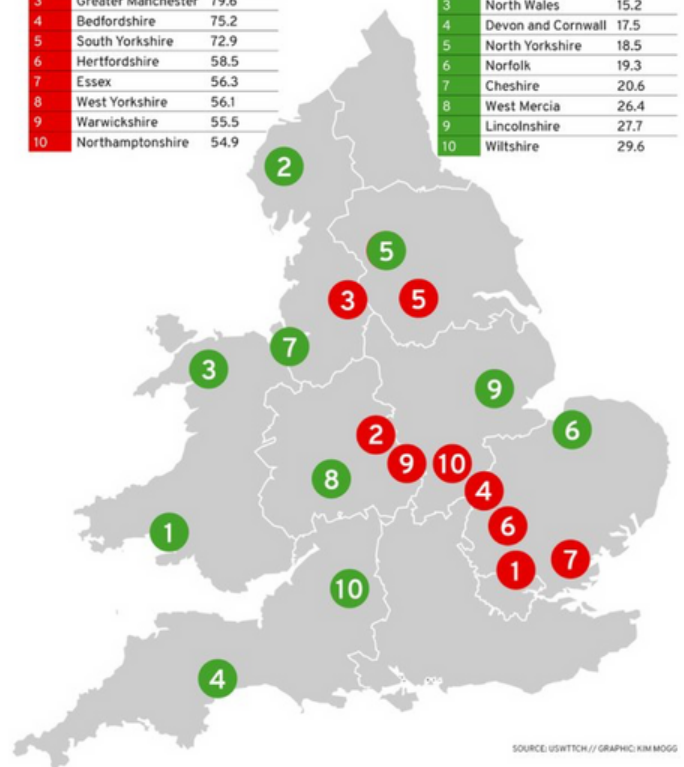 3 Greater Manchester 79.6
4 Bedfordshire 75.2
5 South Yorkshire 72.9
6 Hertfordshire 58.5
7 Essex 56.3
8 West Yorkshire 56.1
9 Warwickshire 55.5
10 Northamptonshire 54.9
3 North Wales 15.2
4 Devon and Cornwall 17.5
5 North Yorkshire 18.5
6 Norfolk 19.3
7 Cheshire 20.6
8 West Mercia 26.4
9 Lincolnshire 27.7
10 Wiltshire 29.6
2
5
3 5
7
3
9
6
2
9 10
8
4
6
1
7
1
10
4
SOURCE: USWITCH // GRAPHIC: KIM MOGG